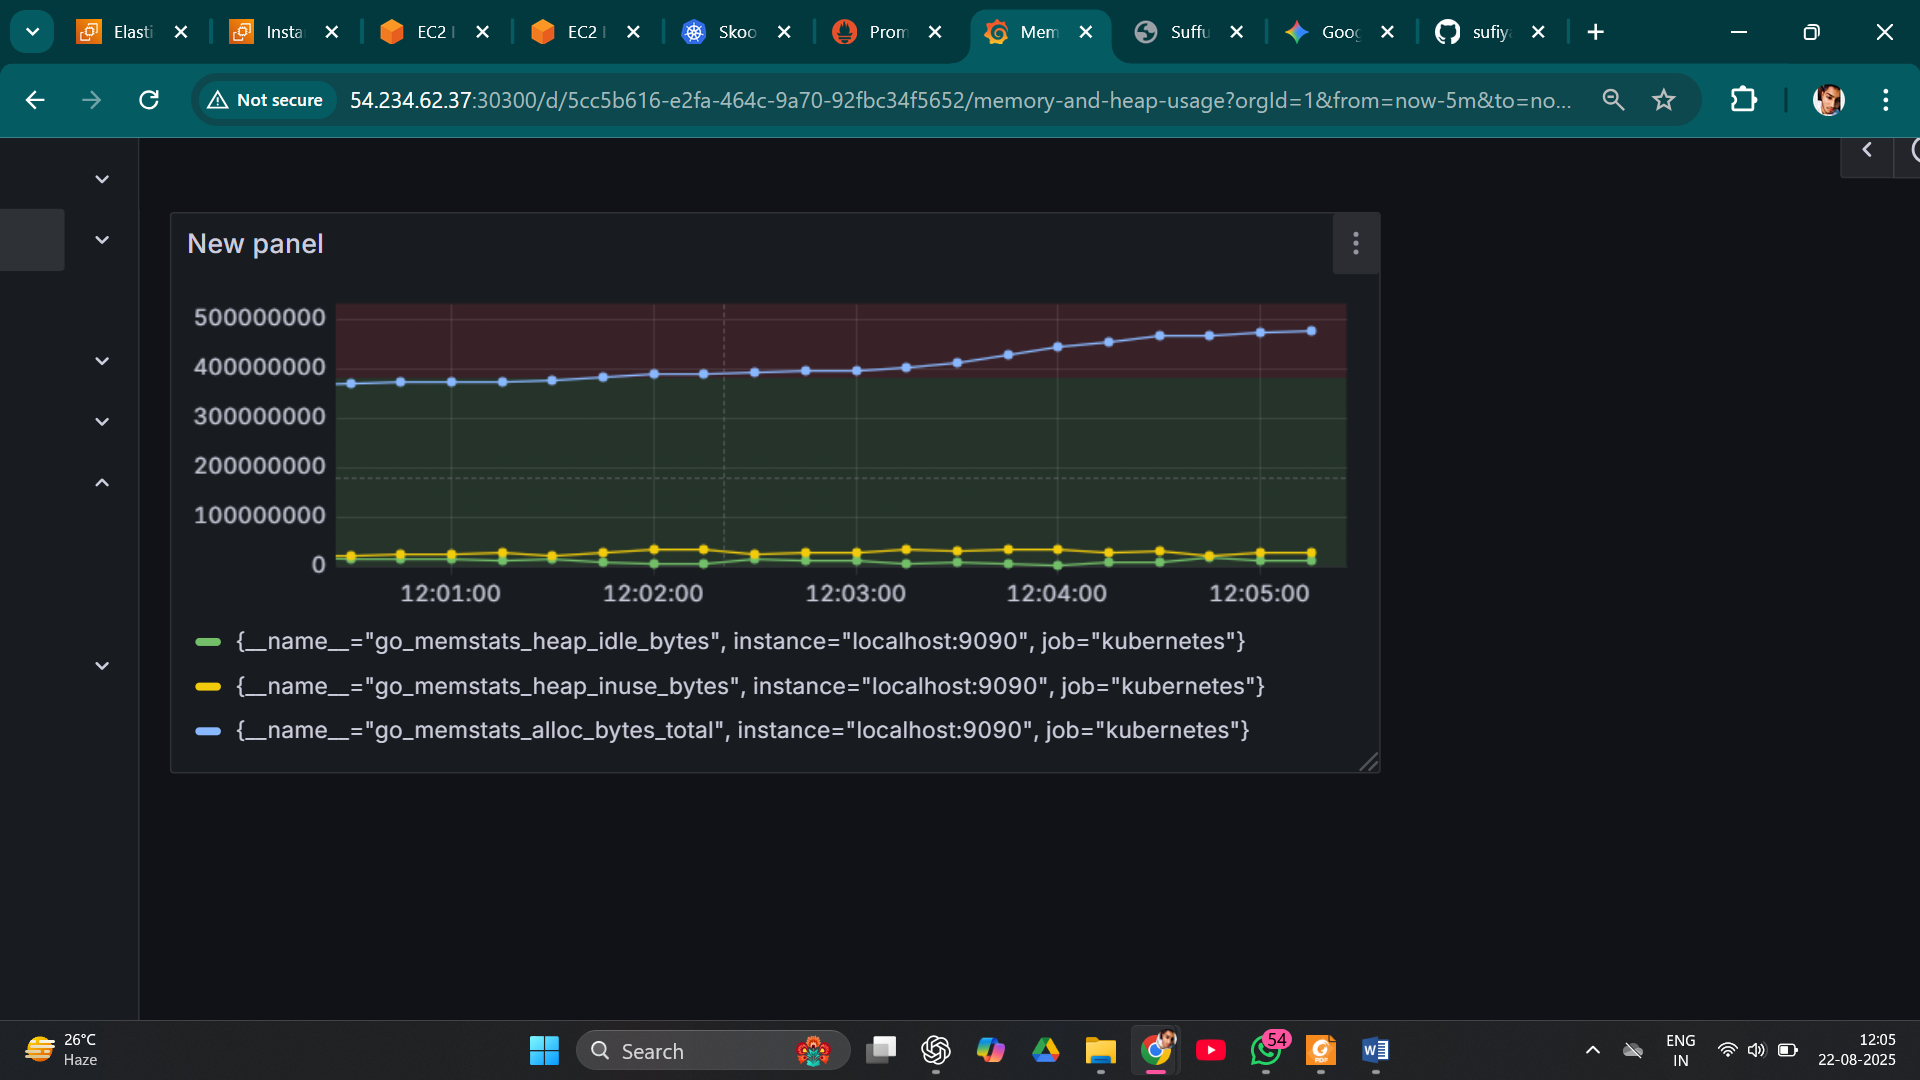 Elasti
Insta
EC2 I
EC2 I
Skoo
Prom
Mem
Suffu
Goog
sufiya
Not secure
54.234.62.37:30300/d/5cc5b616-e2fa-464c-9a70-92fbc34f5652/memory-and-heap-usage?orgId=1&from=now-5m&to=no...
New panel
500000000
400000000
300000000
200000000
100000000
0
12:01:00 12:02:00 12:03:00 12:04:00 12:05:00
{__name__="go_memstats_heap_idle_bytes", instance="localhost:9090", job="kubernetes"}
{__name__="go_memstats_heap_inuse_bytes", instance="localhost:9090", job="kubernetes"}
{__name__="go_memstats_alloc_bytes_total", instance="localhost:9090", job="kubernetes"}
26°C
Haze
Search
54
PDF
W
ENG
IN
12:05
22-08-2025